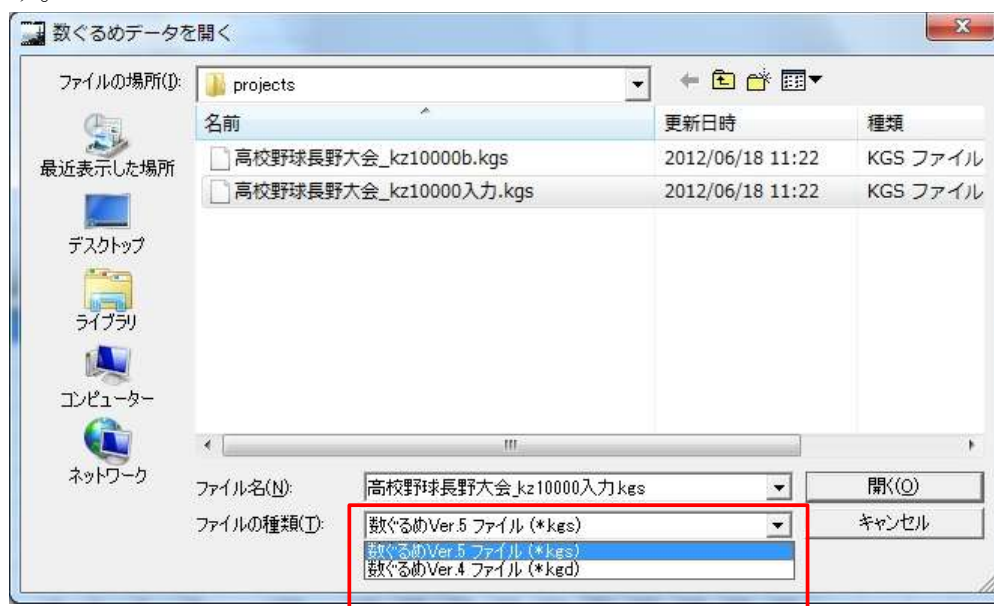 数ぐるめデータを開く
ファイルの場所(I):
projects
最近表示した場所
デスクトップ
ライブラリ
コンピューター
ネットワーク
名前 更新日時 種類
高校野球長野大会_kz10000b.kgs 2012/06/18 11:22 KGS ファイル
高校野球長野大会_kz10000入力.kgs 2012/06/18 11:22 KGS ファイル
ファイル名(N): 高校野球長野大会_kz10000入力.kgs 開く(O)
ファイルの種類(T): 数ぐるめVer.5 ファイル (*.kgs) キャンセル
数ぐるめVer.5 ファイル (*.kgs)
数ぐるめVer.4 ファイル (*.kgd)